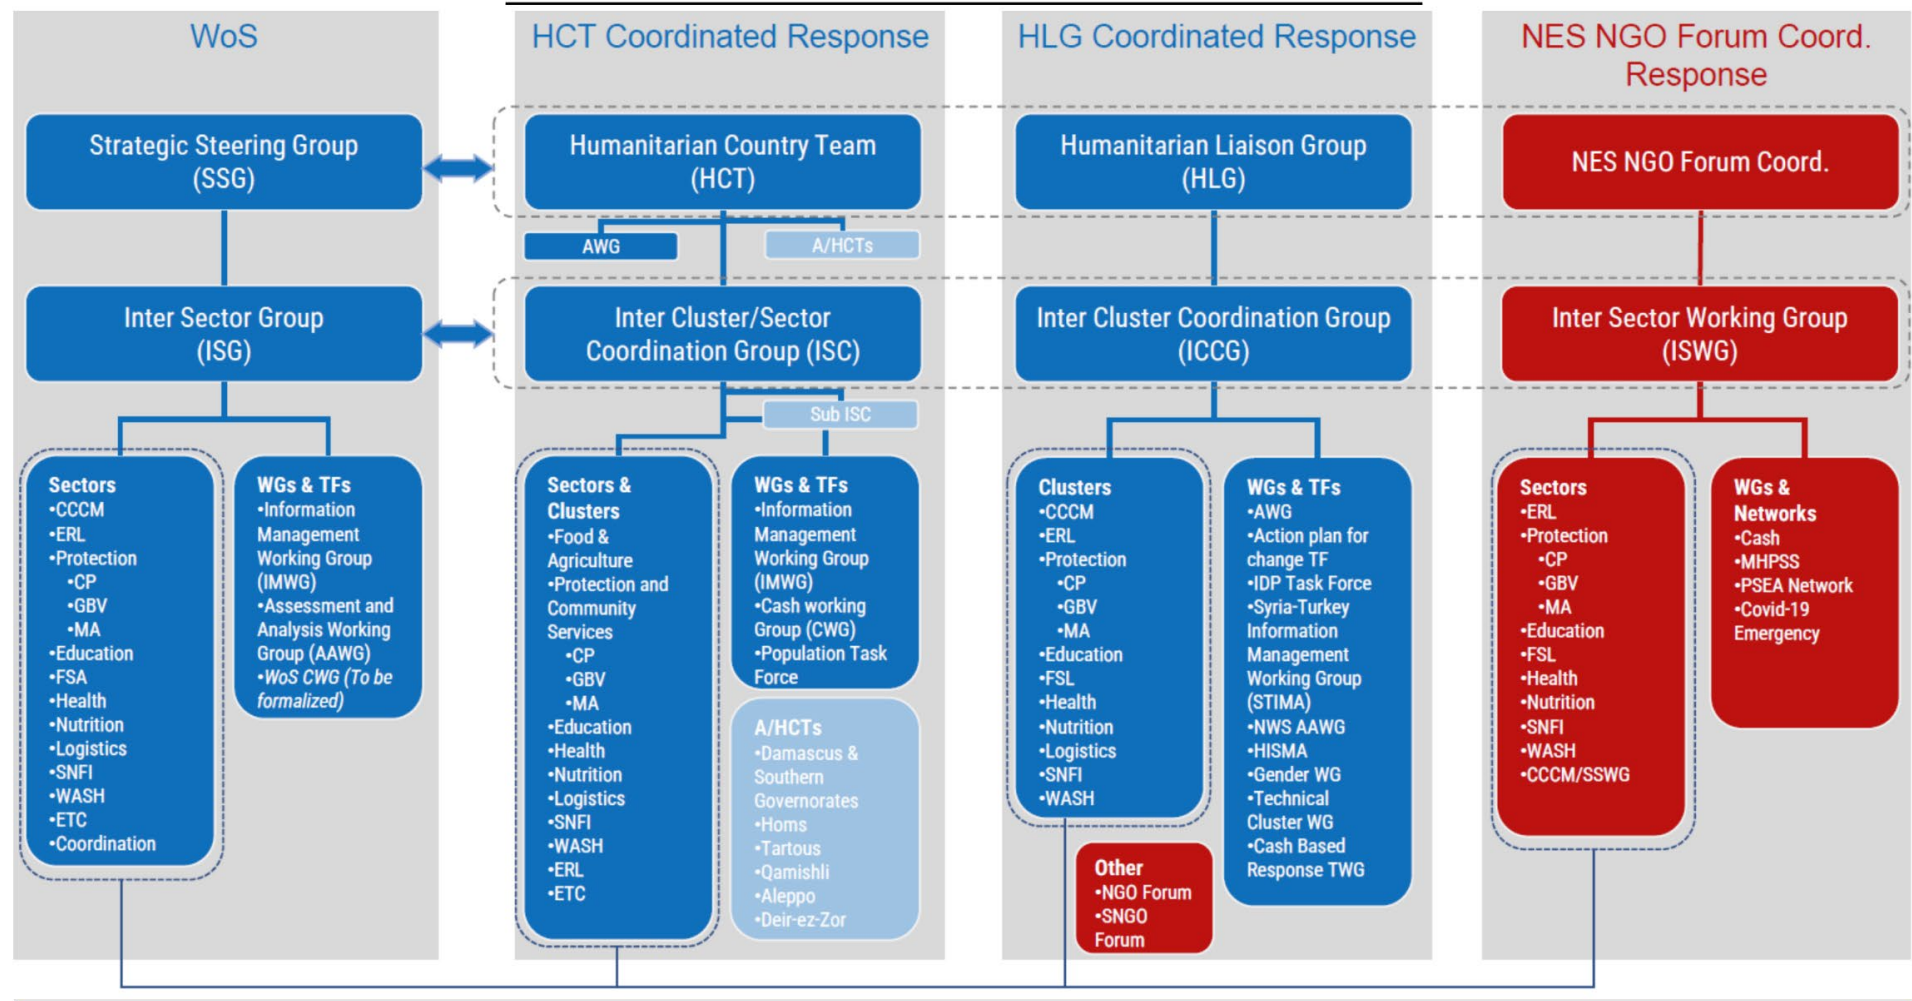 WoS
Strategic Steering Group
(SSG)
Inter Sector Group
(ISG)
Sectors
•CCCM
•ERL
•Protection
•CP
•GBV
•MA
•Education
•FSA
•Health
•Nutrition
•Logistics
•SNFI
•WASH
•ETC
•Coordination
WGs & TFs
•Information
Management
Working Group
(IMWG)
•Assessment and
Analysis Working
Group (AAWG)
•WoS CWG (To be
formalized)
HCT Coordinated Response
Humanitarian Country Team
(HCT)
AWG
A/HCTs
Inter Cluster/Sector
Coordination Group (ISC)
Sub ISC
Sectors &
Clusters
•Food &
Agriculture
•Protection and
Community
Services
•CP
•GBV
•MA
•Education
•Health
•Nutrition
•Logistics
•SNFI
•WASH
•ERL
•ETC
WGs & TFs
•Information
Management
Working Group
(IMWG)
•Cash working
Group (CWG)
•Population Task
Force
A/HCTs
•Damascus &
Southern
Governorates
•Homs
•Tartous
•Qamishli
•Aleppo
•Deir-ez-Zor
HLG Coordinated Response
Humanitarian Liaison Group
(HLG)
Inter Cluster Coordination Group
(ICCG)
Clusters
•CCCM
•ERL
•Protection
•CP
•GBV
•MA
•Education
•FSL
•Health
•Nutrition
•Logistics
•SNFI
•WASH
Other
•NGO Forum
•SNGO
Forum
WGs & TFs
•AWG
•Action plan for
change TF
•IDP Task Force
•Syria-Turkey
Information
Management
Working Group
(STIMA)
•NWS AAWG
•HISMA
•Gender WG
•Technical
Cluster WG
•Cash Based
Response TWG
NES NGO Forum Coord.
Response
NES NGO Forum Coord.
Inter Sector Working Group
(ISWG)
Sectors
•ERL
•Protection
•CP
•GBV
•MA
•Education
•FSL
•Health
•Nutrition
•SNFI
•WASH
•CCCM/SSWG
WGs &
Networks
•Cash
•MHPSS
•PSEA Network
•Covid-19
Emergency